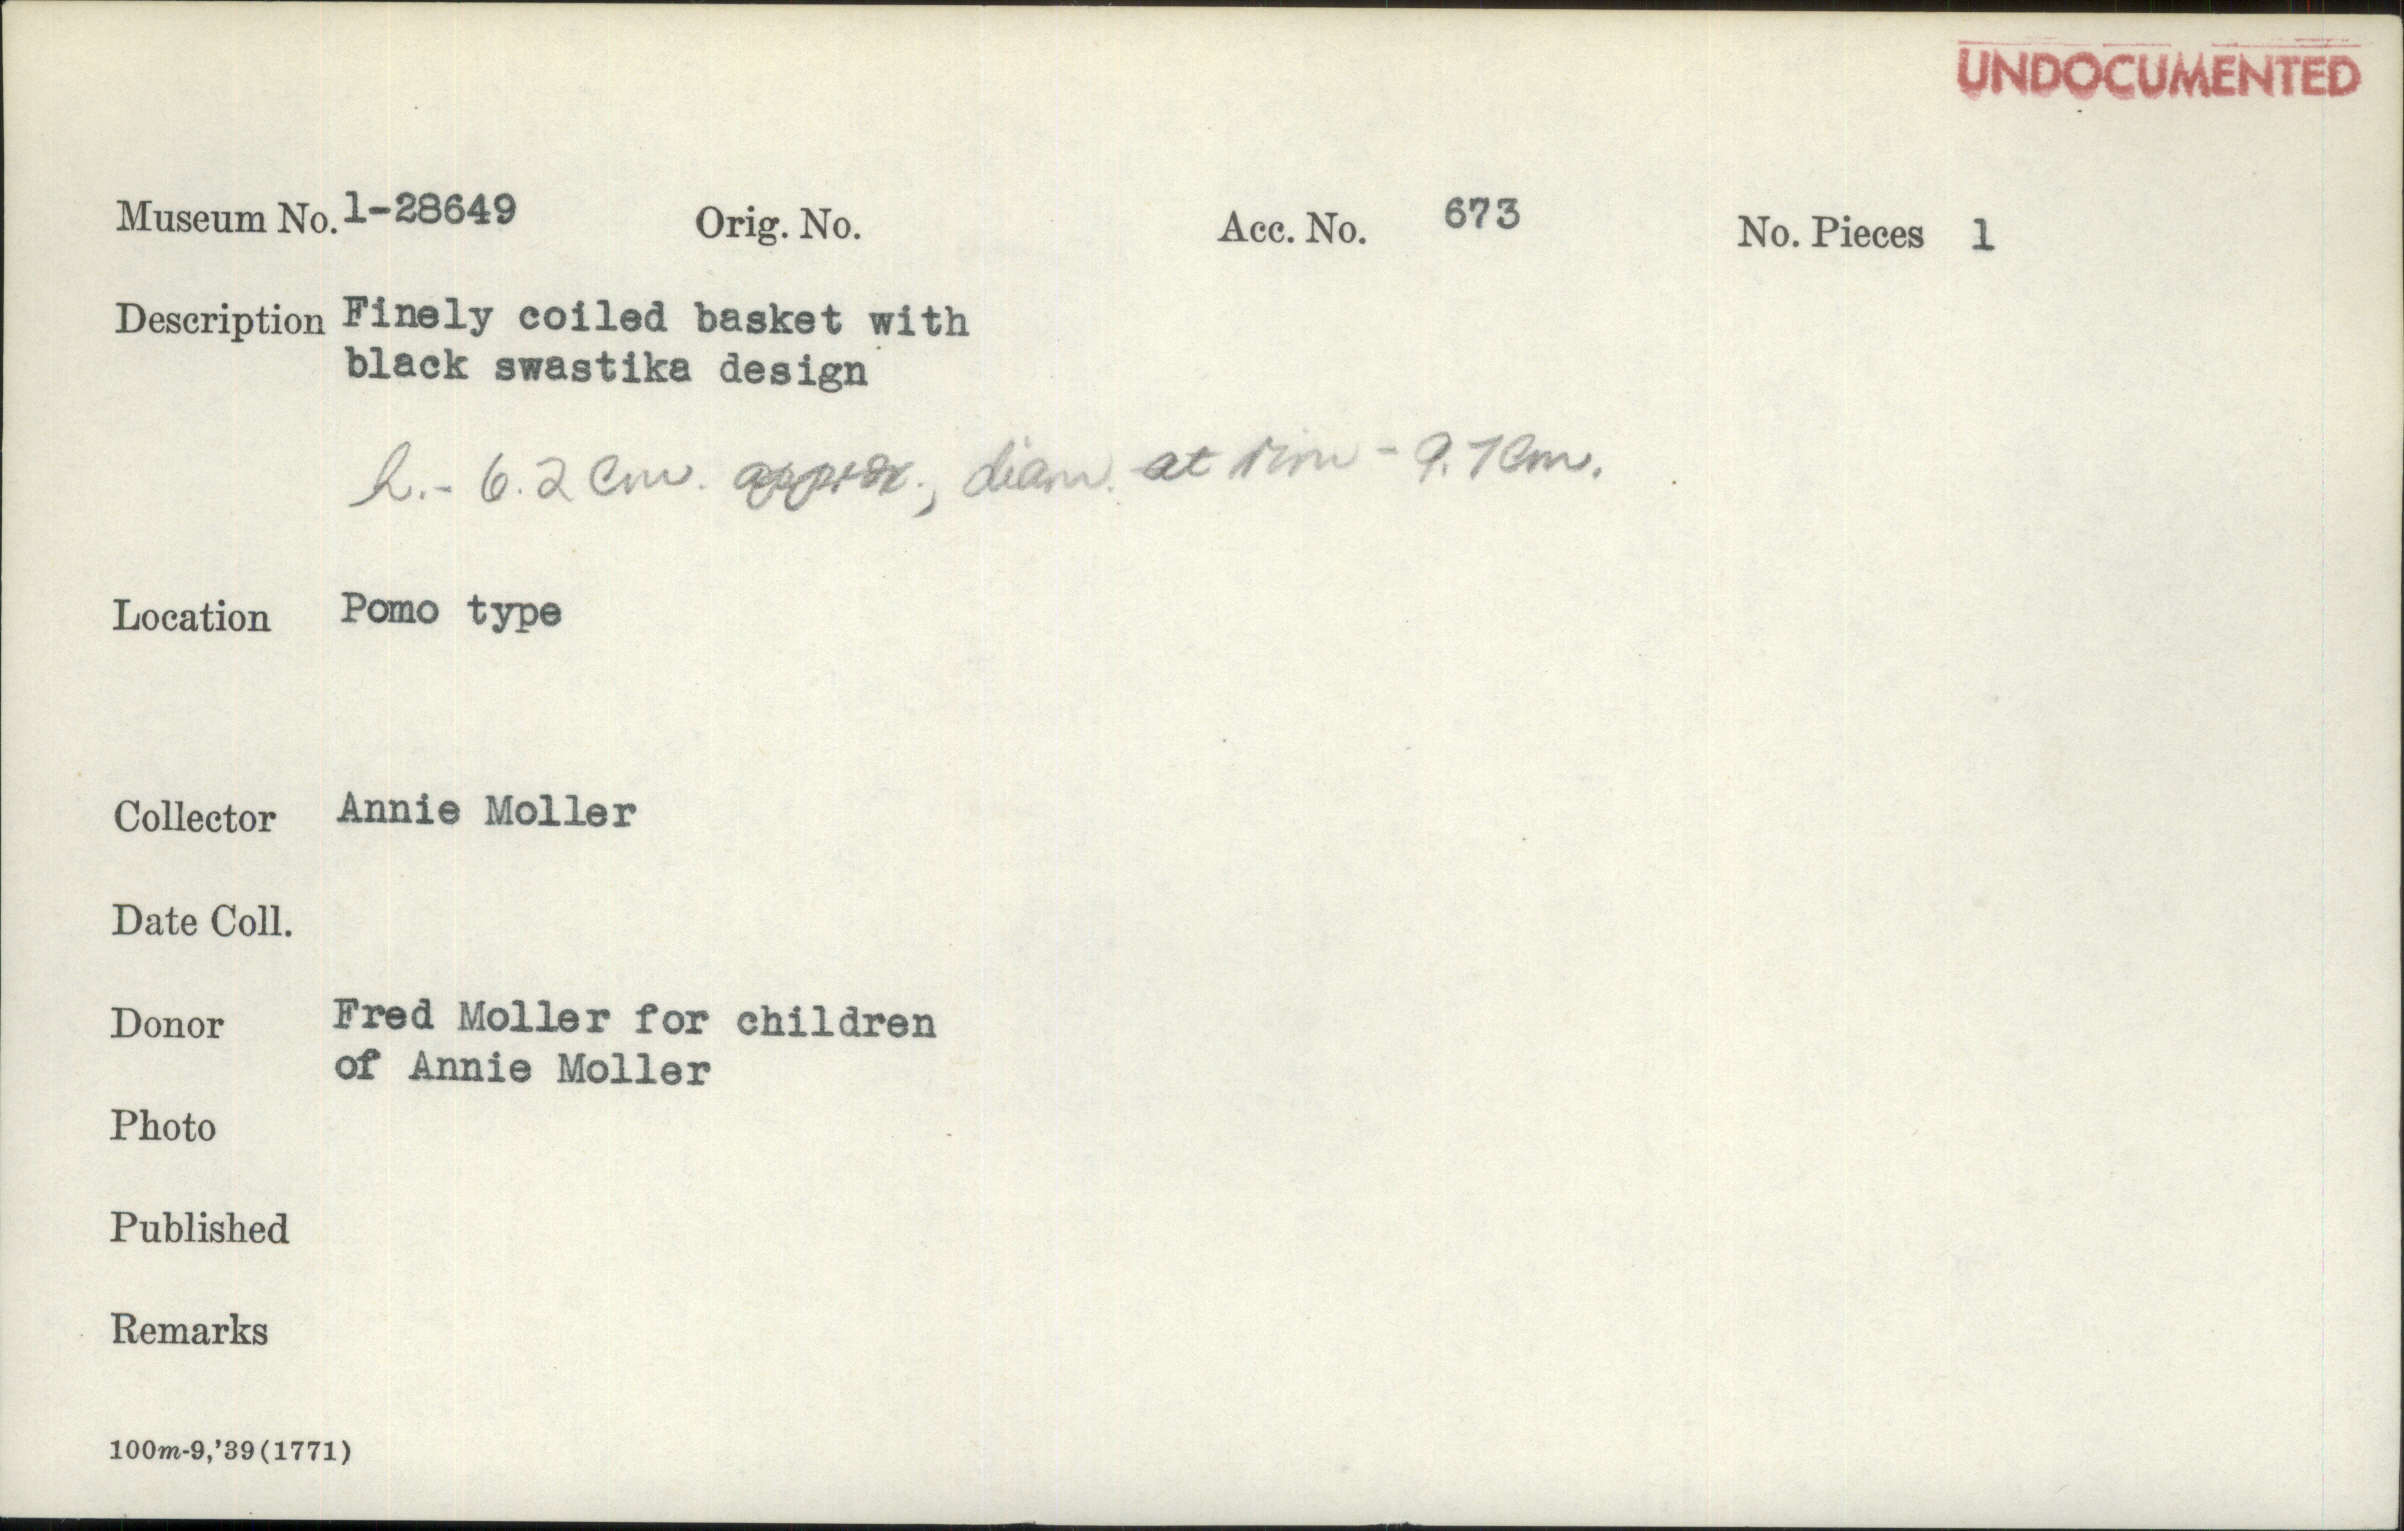 UNDOCUMENTED
Museum No. 1-28649 Orig. No. Acc. No. 673 No. Pieces 1
Description Finely coiled basket with
black swastika design
h.- 6.2 cm. approx., diam. at rim - 9.7 cm.
Location Pomo type
Collector Annie Moller
Date Coll.
Donor Fred Moller for children
of Annie Moller
Photo
Published
Remarks
100m-9,'39(1771)